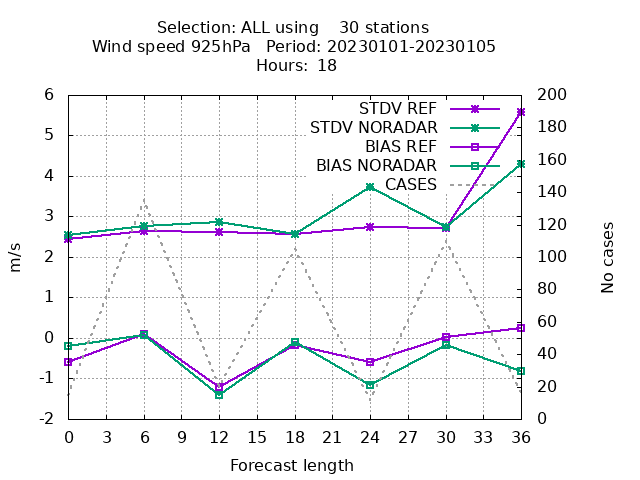 Selection: ALL using    30 stations
Wind speed 925hPa   Period: 20230101-20230105
Hours: 18
STDV REF
STDV NORADAR
BIAS REF
BIAS NORADAR
CASES
6
5
4
3
2
1
0
-1
-2
m/s
200
180
160
140
120
100
80
60
40
20
0
No cases
0 3 6 9 12 15 18 21 24 27 30 33 36
Forecast length